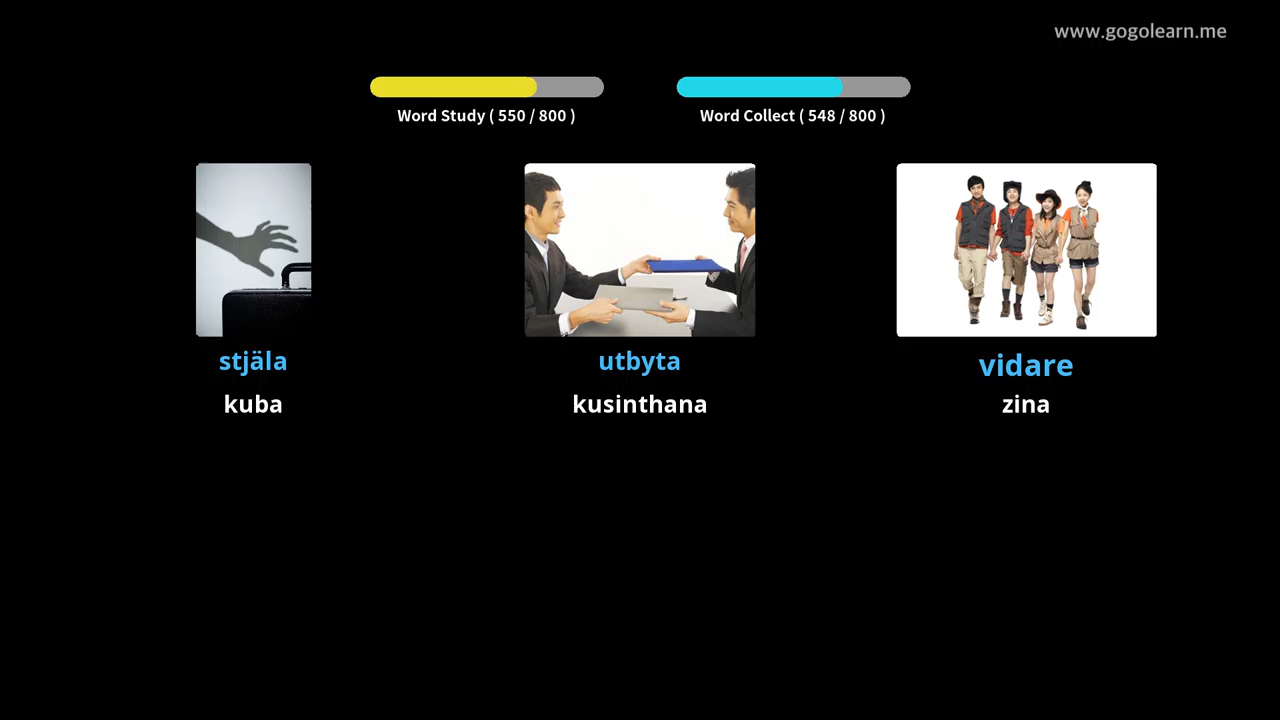 www.gogolearn.me
Word Study ( 550 / 800 )
Word Collect ( 548 / 800 )
stjäla
kuba
utbyta
kusinthana
vidare
zina